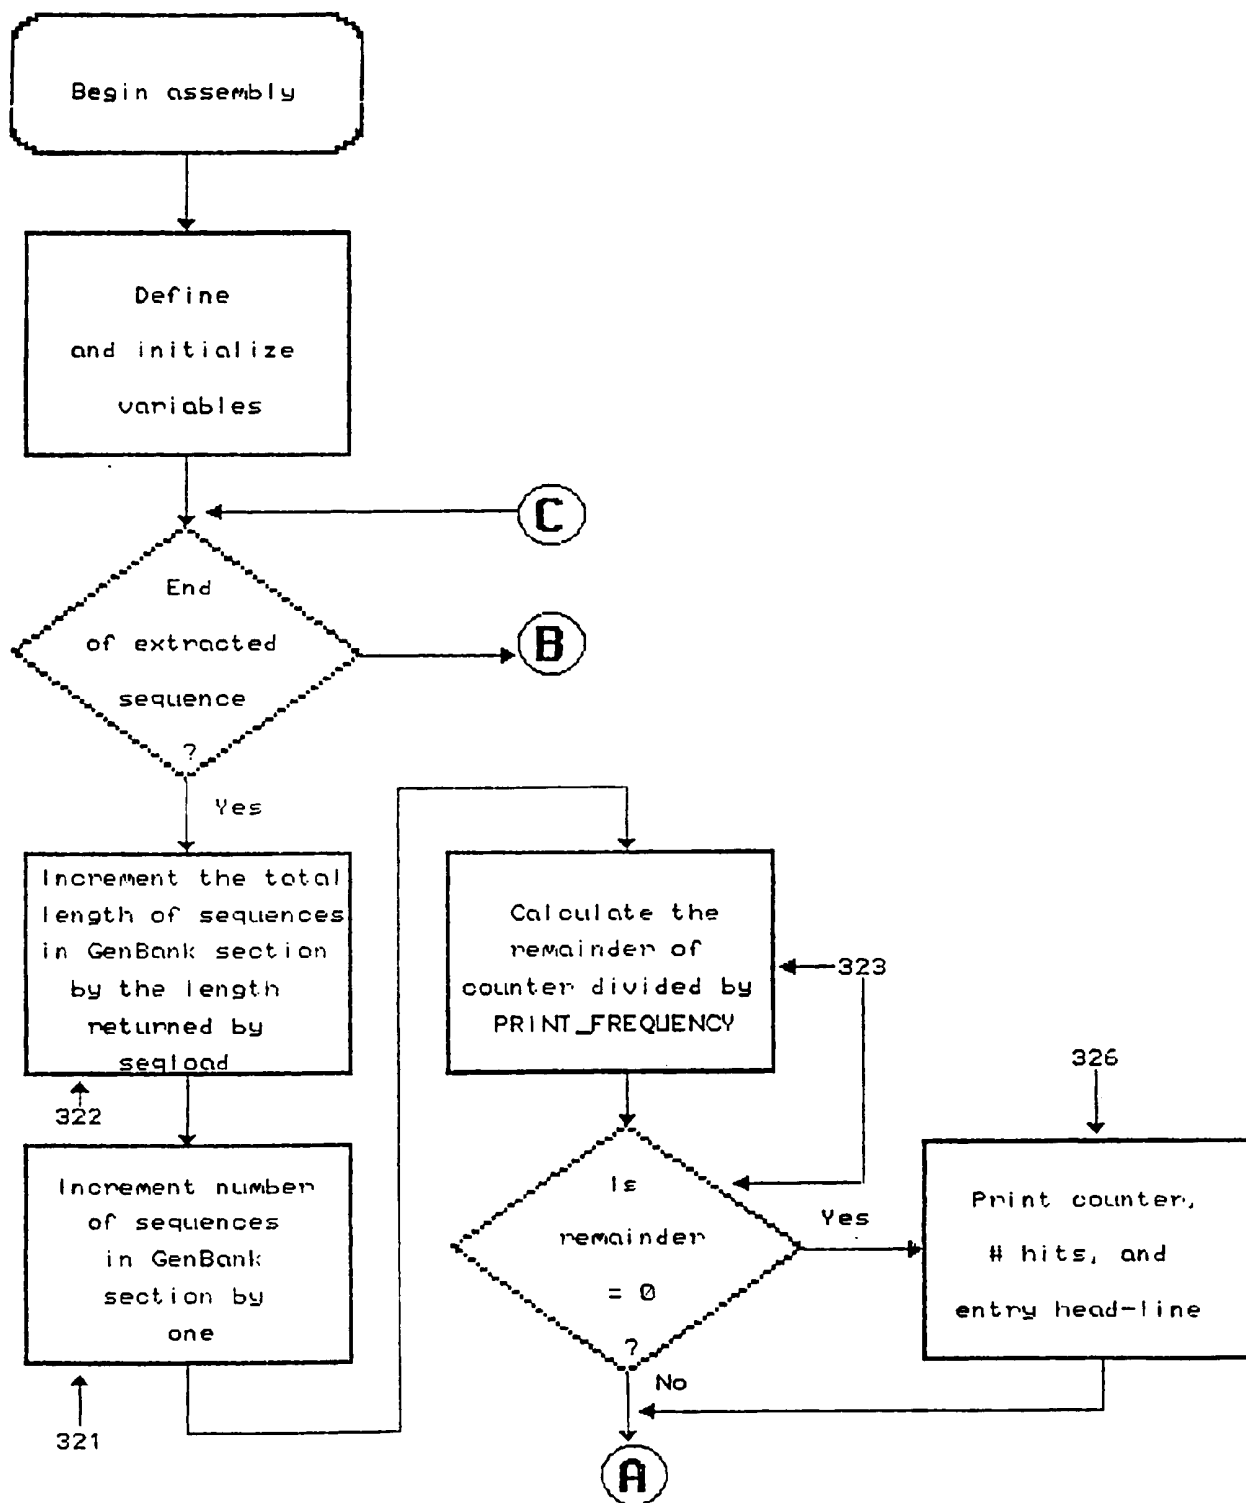 Begin assembly
Define
and initialize
variables
C
End
of extracted
sequence
?
B
Yes
Increment the total
length of sequences
in GenBank section
by the length
returned by
seqload
322
Increment number
of sequences
in GenBank
section by
one
321
Calculate the
remainder of
counter divided by
PRINT_FREQUENCY
323
Is
remainder
= 0
?
Yes
No
326
Print counter,
# hits, and
entry head-line
A